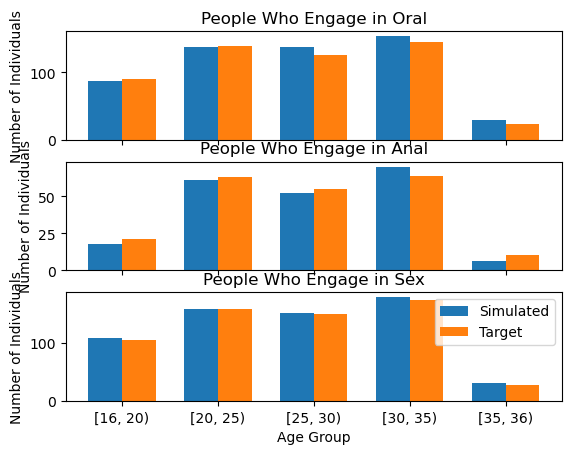 People Who Engage in Oral
Number of Individuals
100
0
People Who Engage in Anal
Number of Individuals
50
25
0
People Who Engage in Sex
Number of Individuals
100
0
Simulated
Target
[16, 20)
[20, 25)
[25, 30)
[30, 35)
[35, 36)
Age Group